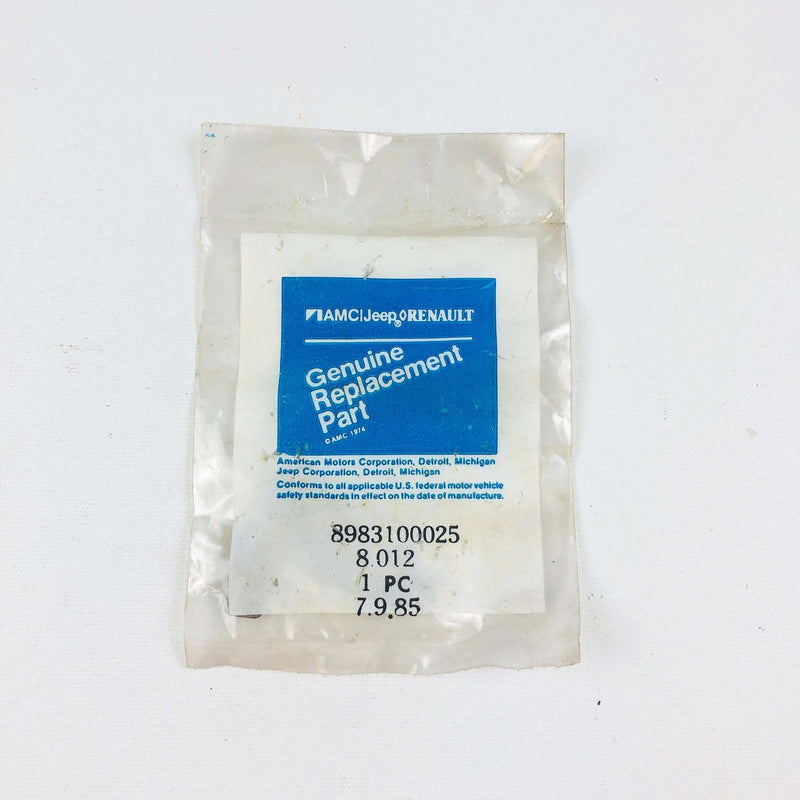 AMC|Jeep®◊RENAULT
Genuine
Replacement
Part
© AMC 1974
American Motors Corporation, Detroit, Michigan
Jeep Corporation, Detroit, Michigan
Conforms to all applicable U.S. federal motor vehicle
safety standards in effect on the date of manufacture.
8983100025
8.012
1 PC
7.9.85